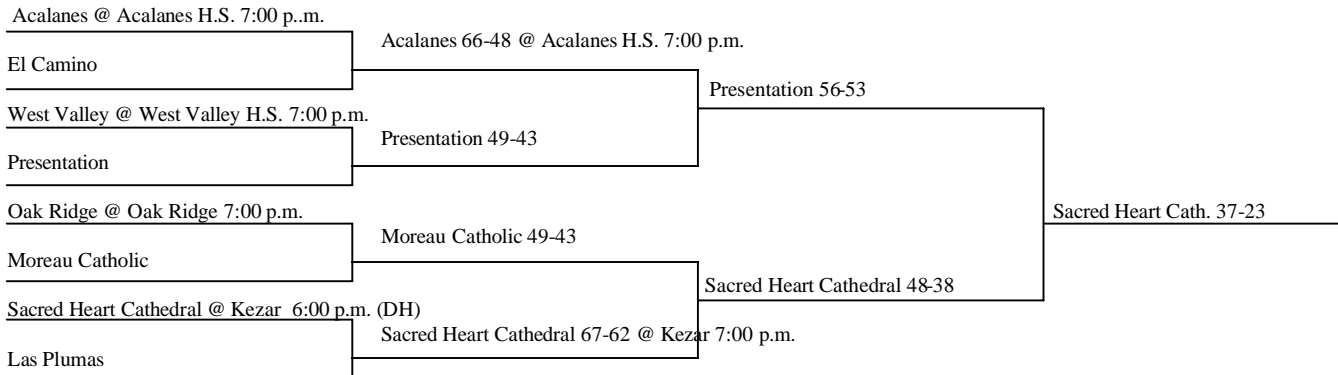 Acalanes @ Acalanes H.S. 7:00 p..m.
Acalanes 66-48 @ Acalanes H.S. 7:00 p.m.
El Camino
Presentation 56-53
West Valley @ West Valley H.S. 7:00 p.m.
Presentation 49-43
Presentation
Oak Ridge @ Oak Ridge 7:00 p.m.
Sacred Heart Cath. 37-23
Moreau Catholic 49-43
Moreau Catholic
Sacred Heart Cathedral 48-38
Sacred Heart Cathedral @ Kezar 6:00 p.m. (DH)
Sacred Heart Cathedral 67-62 @ Kezar 7:00 p.m.
Las Plumas